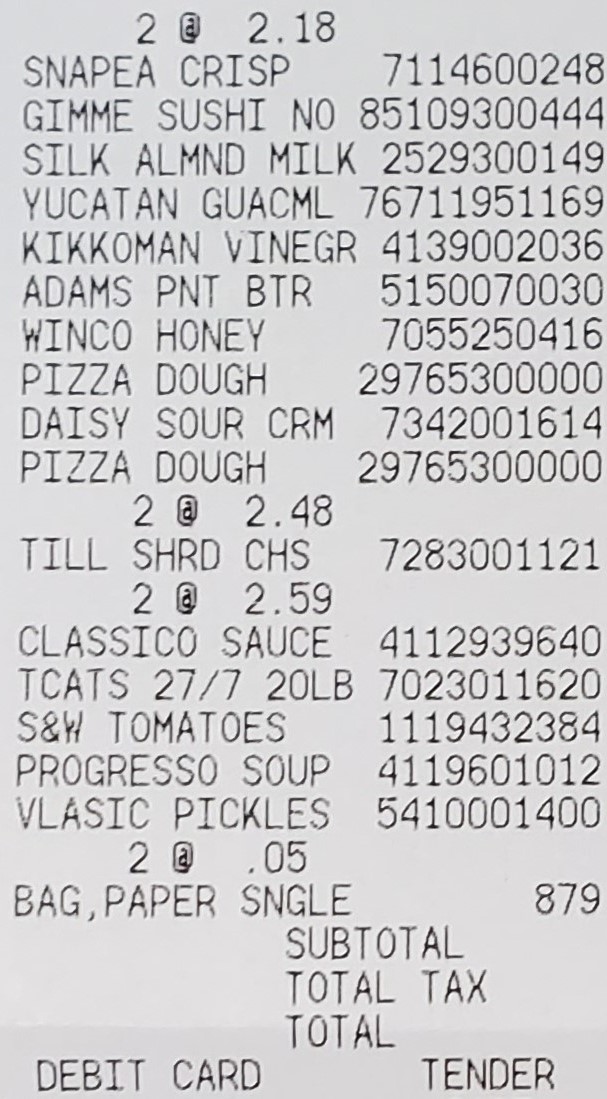 2 @ 2.18
SNAPEA CRISP 7114600248
GIMME SUSHI NO 85109300444
SILK ALMND MILK 2529300149
YUCATAN GUACML 76711951169
KIKKOMAN VINEGR 4139002036
ADAMS PNT BTR 5150070030
WINCO HONEY 7055250416
PIZZA DOUGH 29765300000
DAISY SOUR CRM 7342001614
PIZZA DOUGH 29765300000
2 @ 2.48
TILL SHRD CHS 7283001121
2 @ 2.59
CLASSICO SAUCE 4112939640
TCATS 27/7 20LB 7023011620
S&W TOMATOES 1119432384
PROGRESSO SOUP 4119601012
VLASIC PICKLES 5410001400
2 @ .05
BAG,PAPER SNGLE 879
SUBTOTAL
TOTAL TAX
TOTAL
DEBIT CARD TENDER